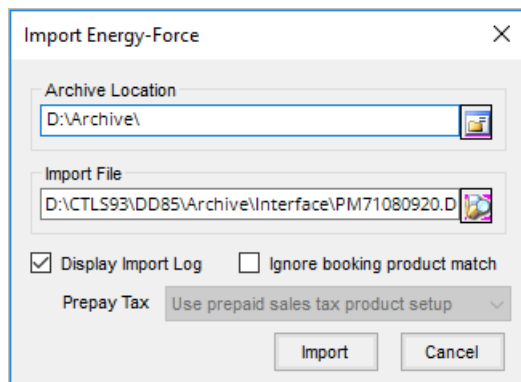 Import Energy-Force
Archive Location
D:\Archive\
Import File
D:\CTLS93\DD85\Archive\Interface\PM71080920.D
Display Import Log
Ignore booking product match
Prepay Tax
Use prepaid sales tax product setup
Import
Cancel